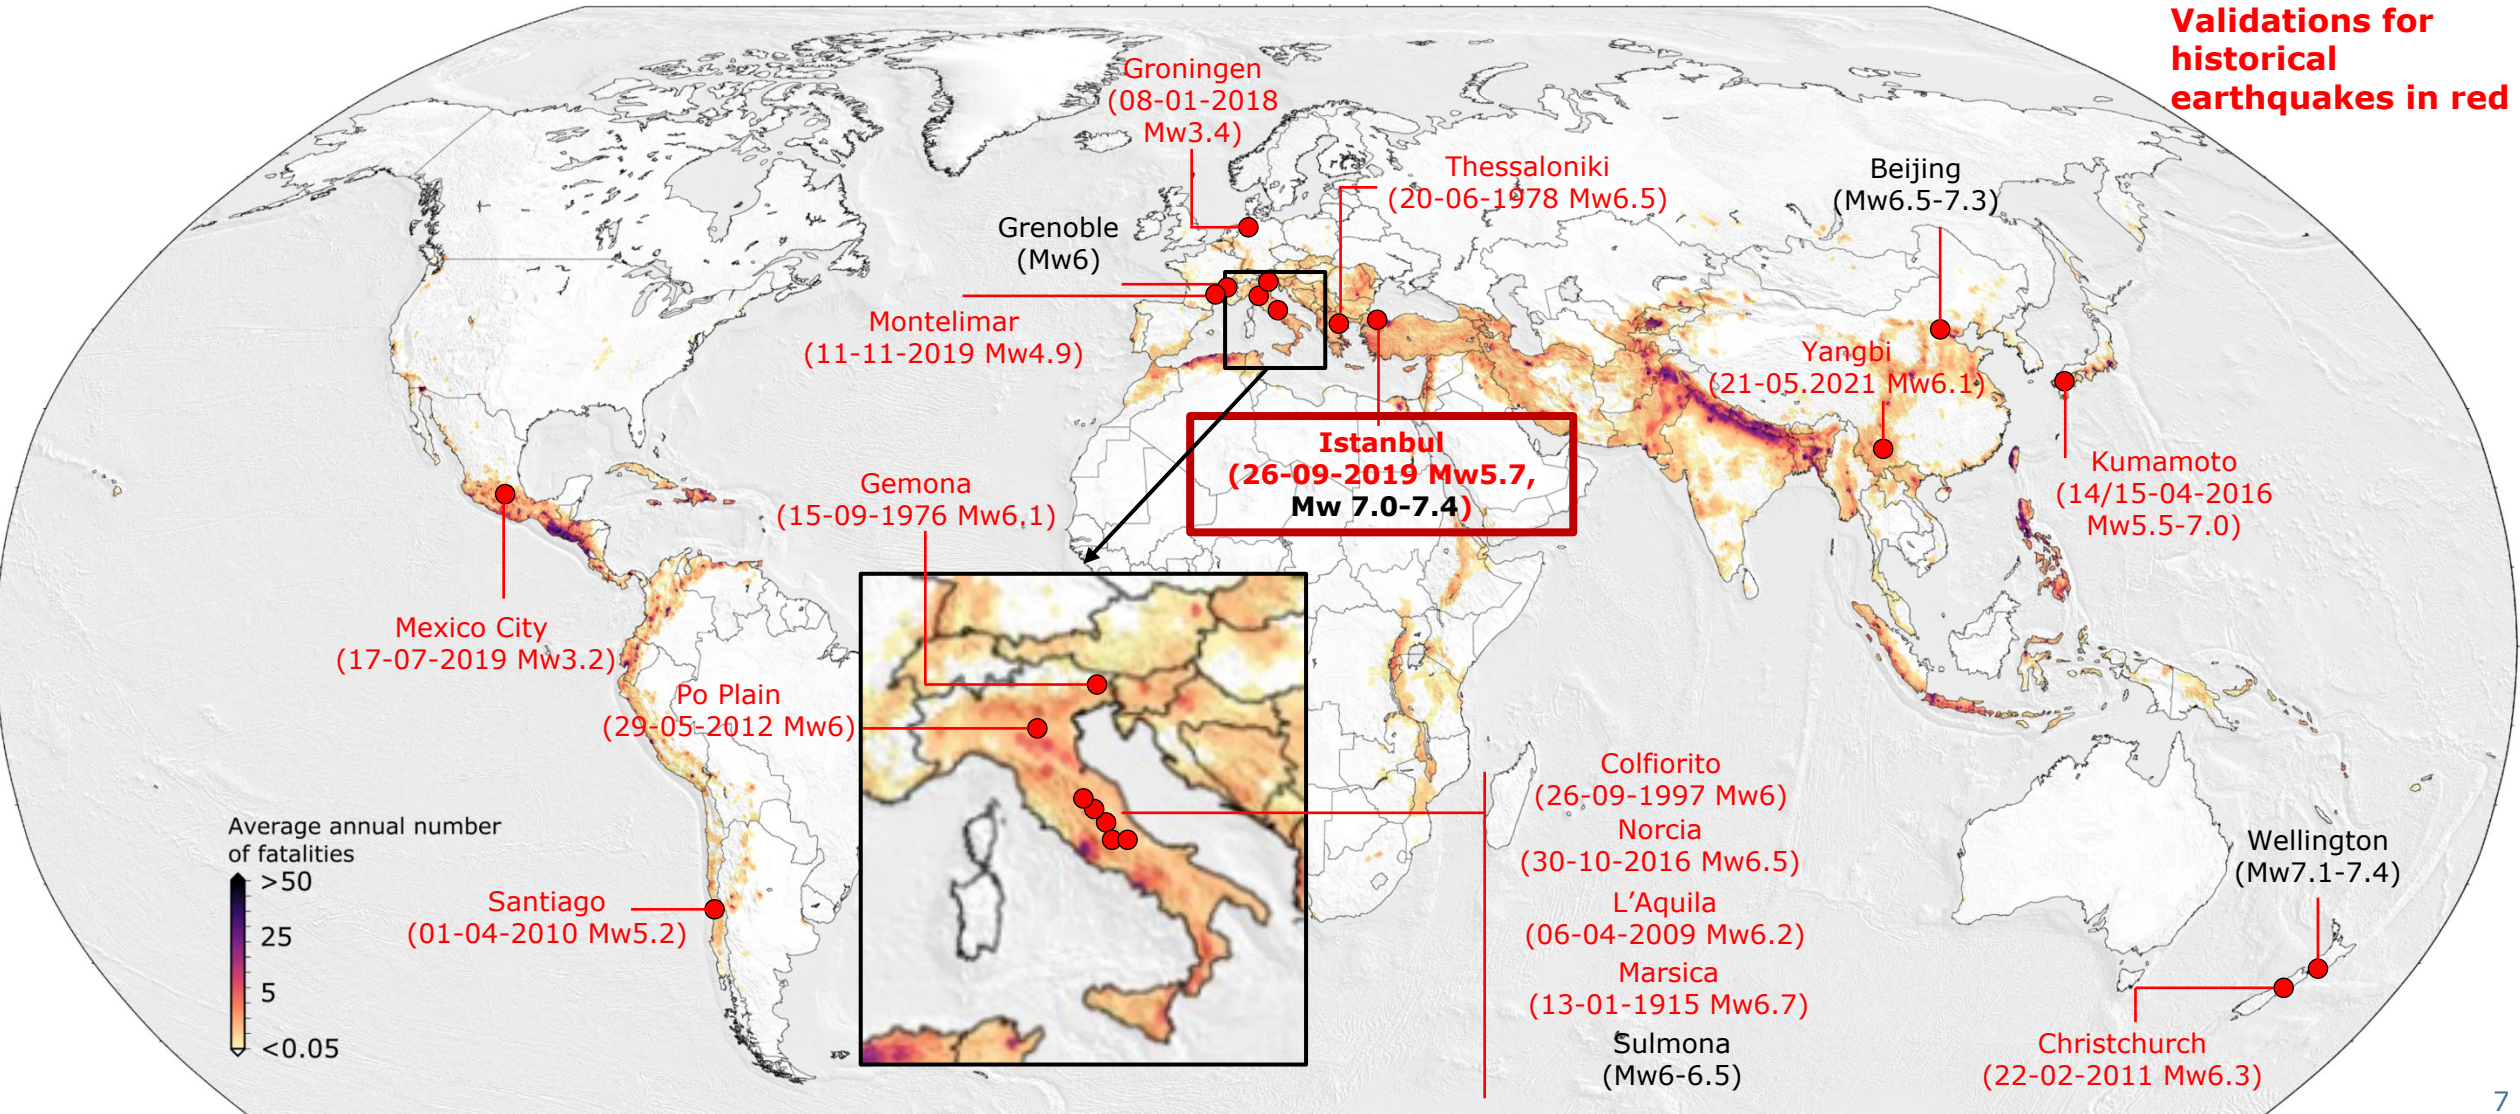 Validations for
historical
earthquakes in red
Groningen
(08-01-2018
Mw3.4)
Thessaloniki
(20-06-1978 Mw6.5)
Beijing
(Mw6.5-7.3)
Grenoble
(Mw6)
Montelimar
(11-11-2019 Mw4.9)
Yangbi
(21-05.2021 Mw6.1)
Istanbul
(26-09-2019 Mw5.7,
Mw 7.0-7.4)
Kumamoto
(14/15-04-2016
Mw5.5-7.0)
Gemona
(15-09-1976 Mw6.1)
Mexico City
(17-07-2019 Mw3.2)
Po Plain
(29-05-2012 Mw6)
Colfiorito
(26-09-1997 Mw6)
Norcia
(30-10-2016 Mw6.5)
L’Aquila
(06-04-2009 Mw6.2)
Marsica
(13-01-1915 Mw6.7)
Sulmona
(Mw6-6.5)
Wellington
(Mw7.1-7.4)
Christchurch
(22-02-2011 Mw6.3)
Santiago
(01-04-2010 Mw5.2)
Average annual number
of fatalities
>50
25
5
<0.05
7